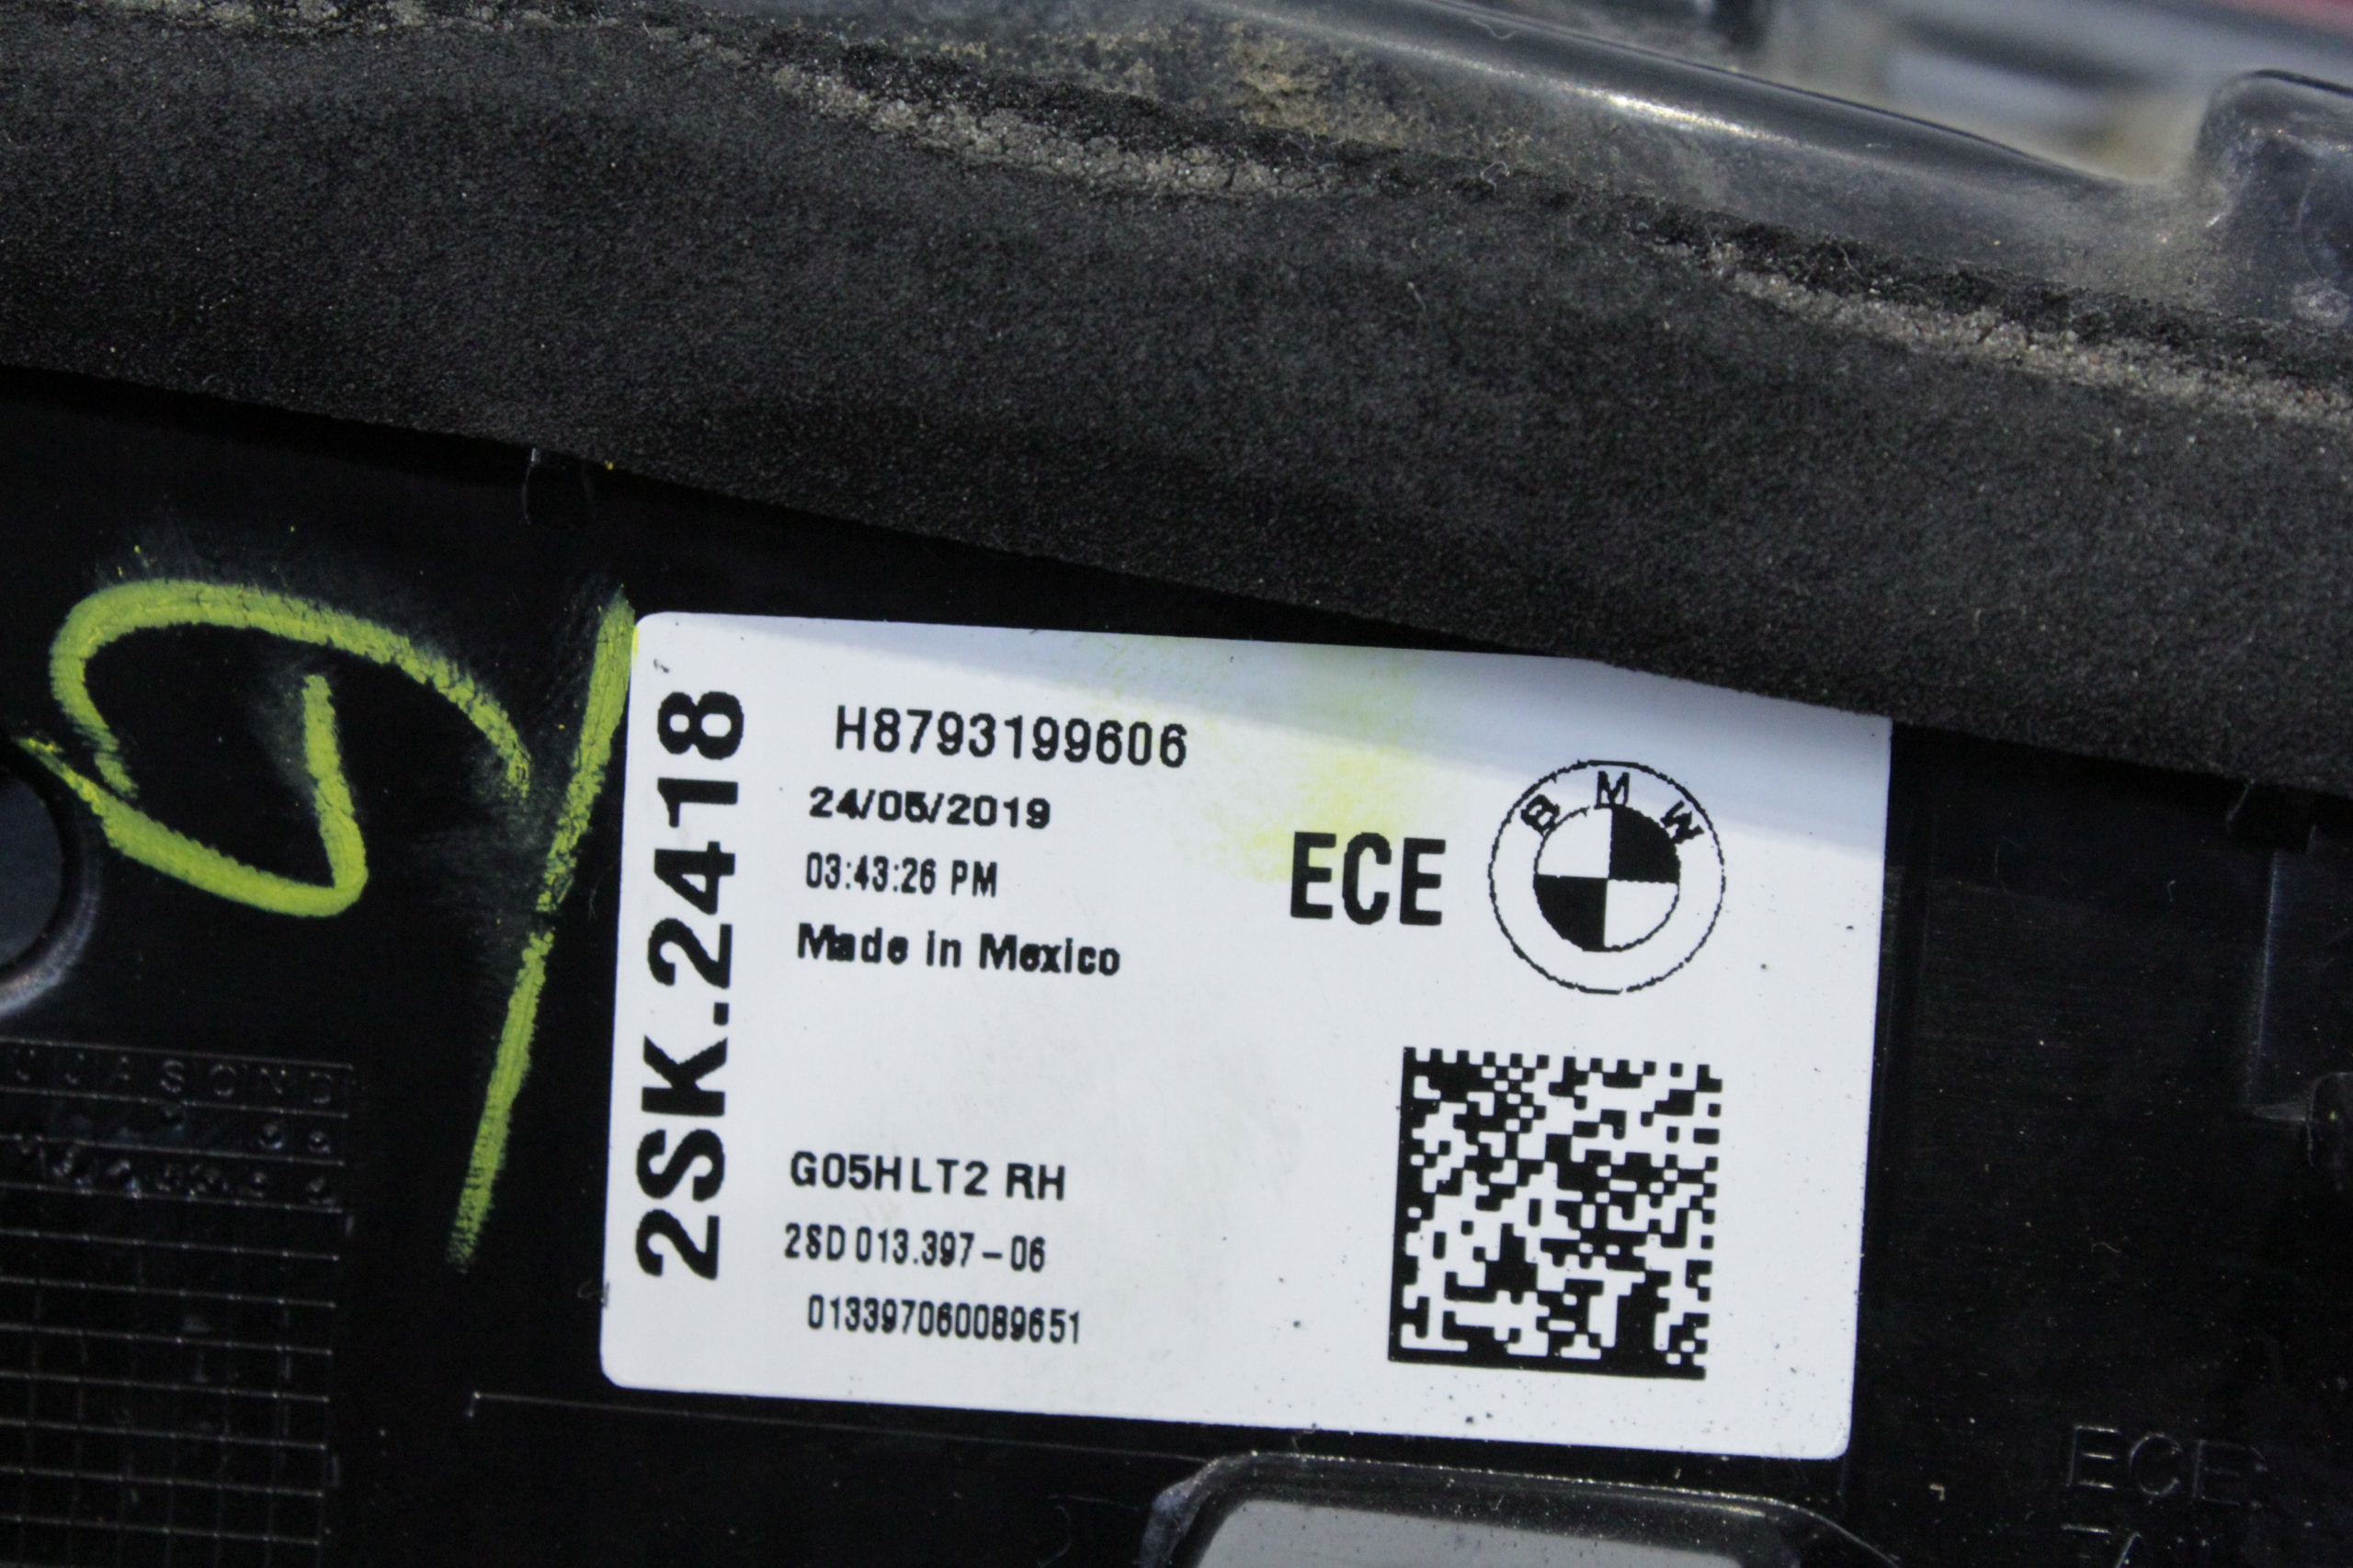 2SK.2418
H8793199606
24/05/2019
03:43:26 PM
Made in Mexico
ECE
BMW
G05HLT2 RH
2SD 013.397-06
013397060089651
ECE